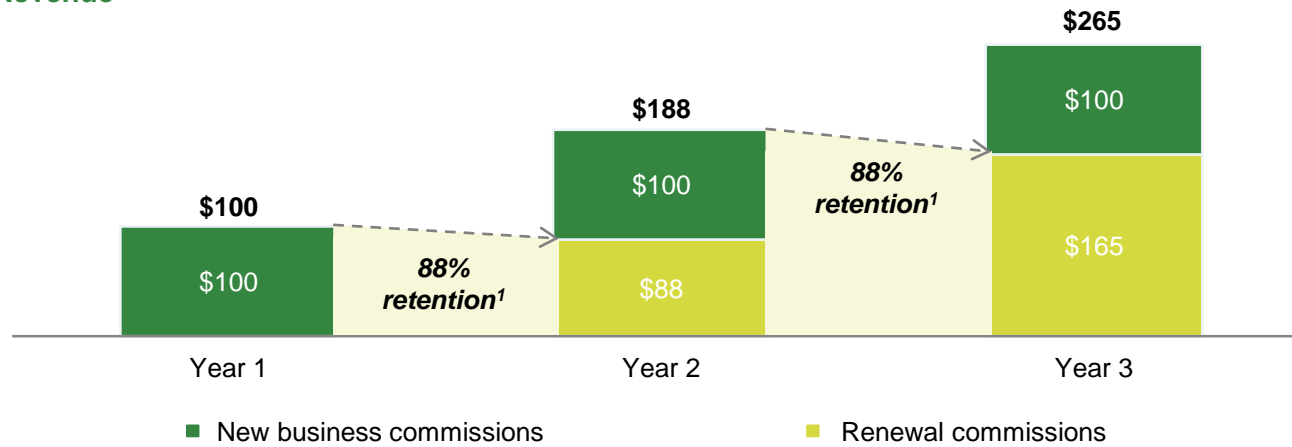 $265
$100
$188
88%
retention¹
$100
$100
$165
88%
retention¹
$100
$88
Year 1
Year 2
Year 3
New business commissions
Renewal commissions